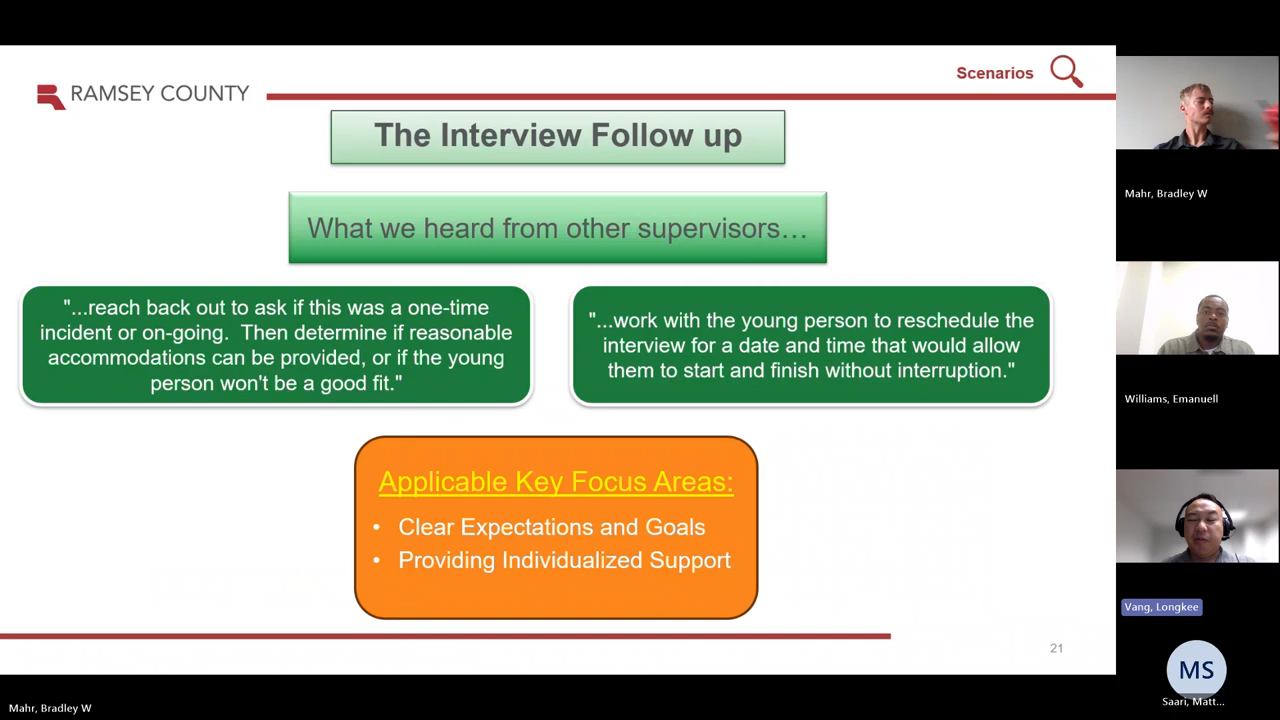 Scenarios
RAMSEY COUNTY
The Interview Follow up
What we heard from other supervisors…
"...reach back out to ask if this was a one-time
incident or on-going.  Then determine if reasonable
accommodations can be provided, or if the young
person won't be a good fit."
"...work with the young person to reschedule the
interview for a date and time that would allow
them to start and finish without interruption."
Applicable Key Focus Areas:
• Clear Expectations and Goals
• Providing Individualized Support
21
Mahr, Bradley W
Williams, Emanuell
Vang, Longkee
MS
Saari, Matt...
Mahr, Bradley W